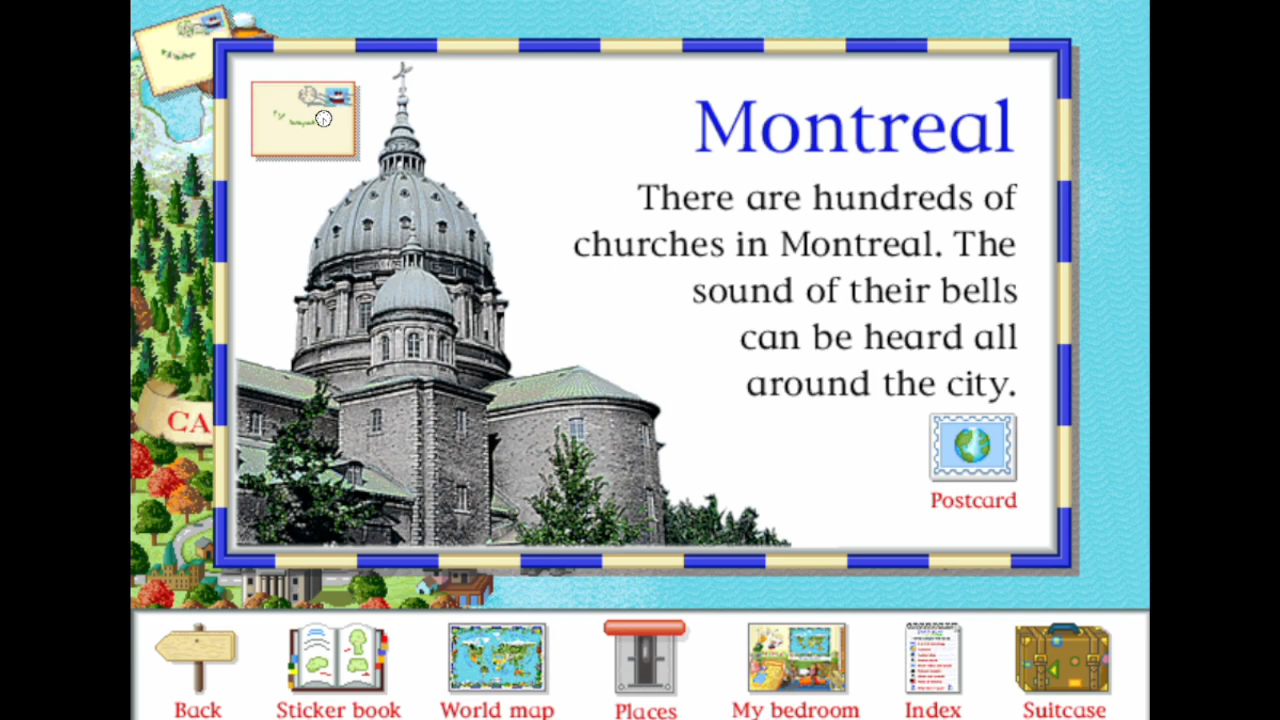 Montreal
There are hundreds of
churches in Montreal. The
sound of their bells
can be heard all
around the city.
Postcard
CA
Back
Sticker book
World map
Places
My bedroom
Index
Suitcase